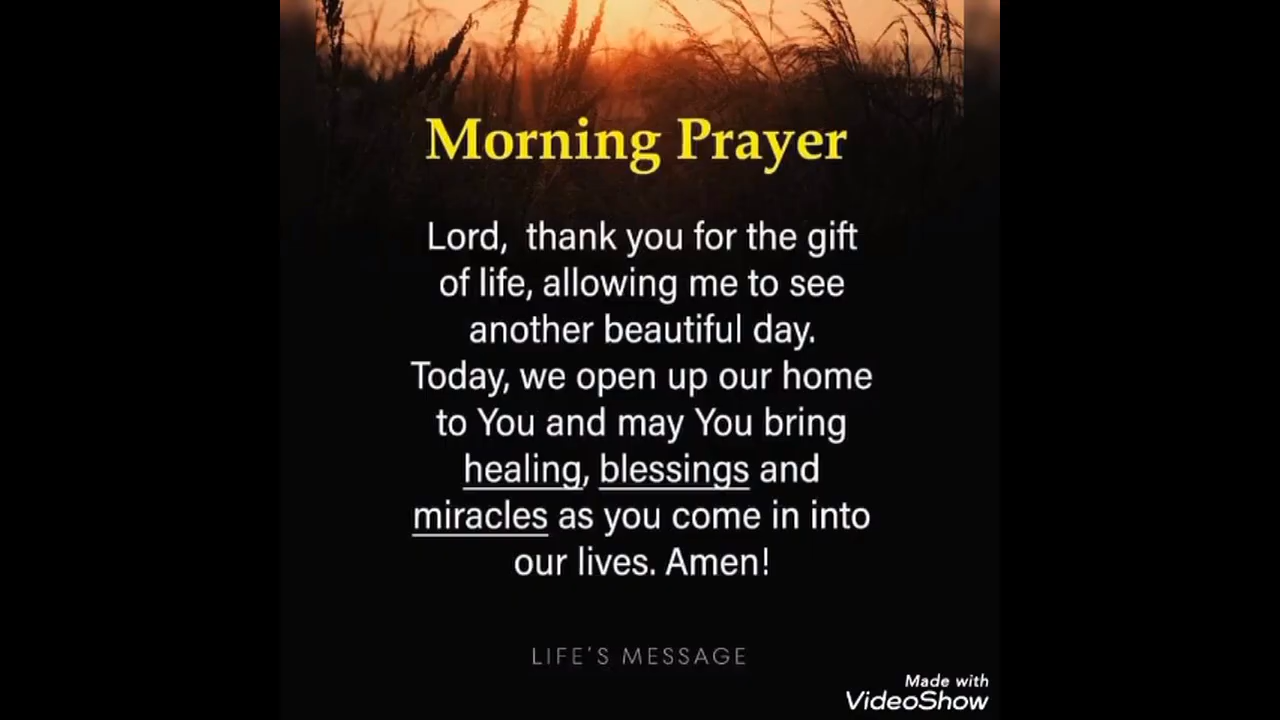 Morning Prayer
Lord, thank you for the gift
of life, allowing me to see
another beautiful day.
Today, we open up our home
to You and may You bring
healing, blessings and
miracles as you come in into
our lives. Amen!
LIFE'S MESSAGE
Made with
VideoShow